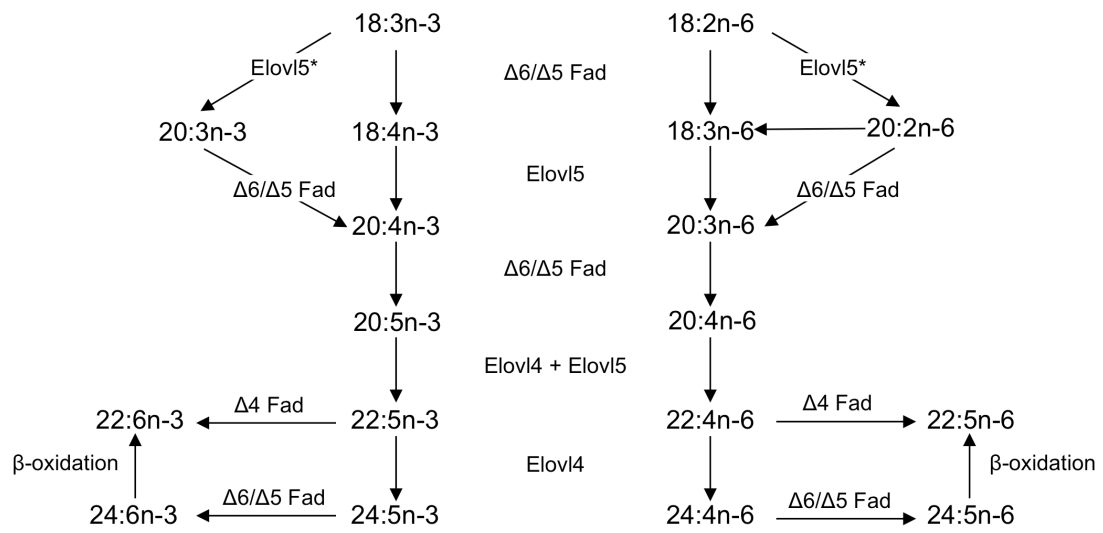 18:3n-3 18:2n-6
Elovl5* Δ6/Δ5 Fad Elovl5*
20:3n-3 18:4n-3 18:3n-6 20:2n-6
Elovl5
Δ6/Δ5 Fad Δ6/Δ5 Fad
20:4n-3 20:3n-6
Δ6/Δ5 Fad
20:5n-3 20:4n-6
Elovl4 + Elovl5
Δ4 Fad Δ4 Fad
22:6n-3 22:5n-3 22:4n-6 22:5n-6
β-oxidation Elovl4 β-oxidation
Δ6/Δ5 Fad Δ6/Δ5 Fad
24:6n-3 24:5n-3 24:4n-6 24:5n-6